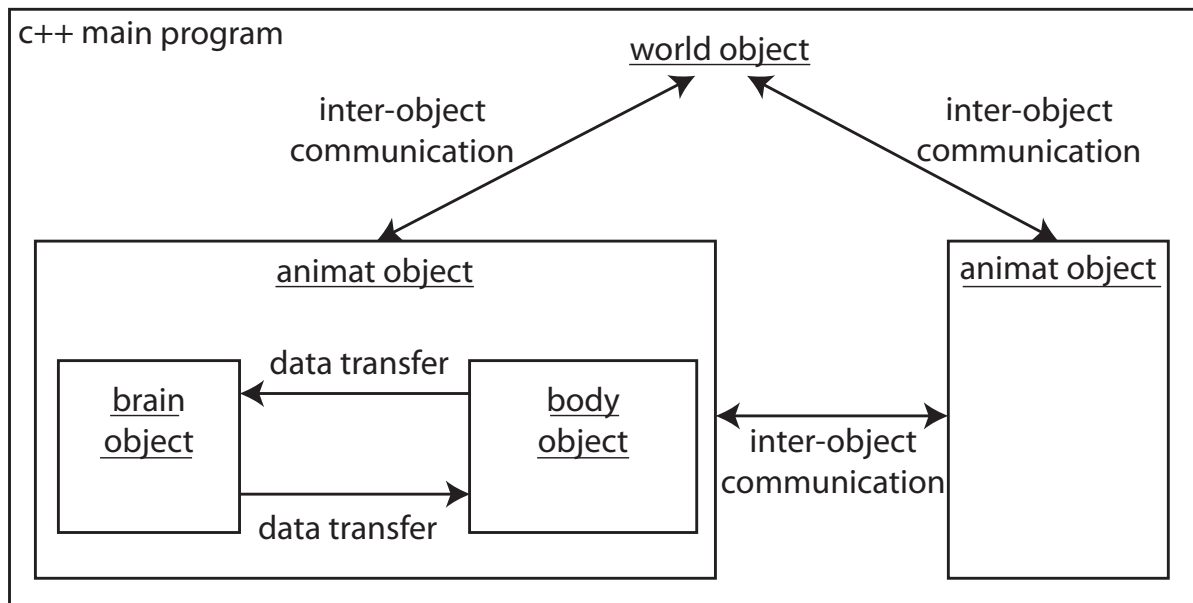 c++ main program
world object
inter-object
communication
inter-object
communication
animat object
animat object
data transfer
brain
object
body
object
data transfer
inter-object
communication